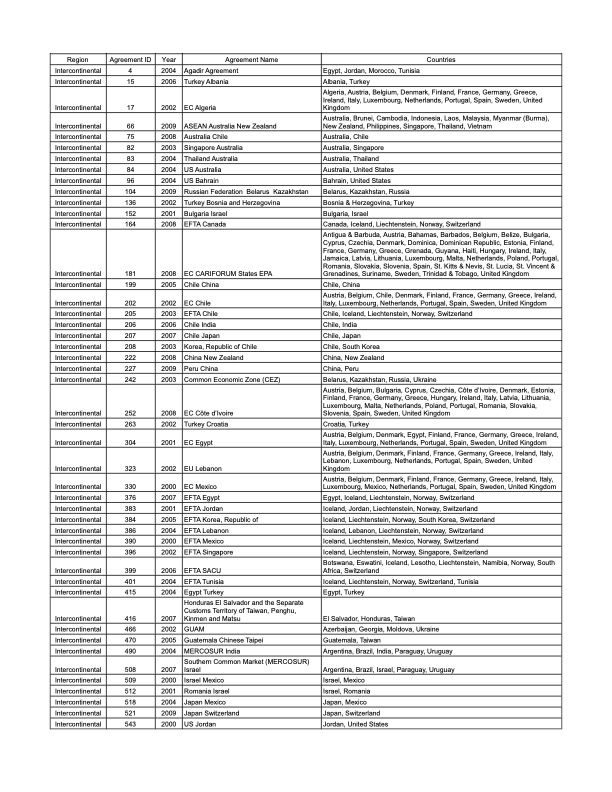 Region Agreement ID Year Agreement Name Countries
Intercontinental 4 2004 Agadir Agreement Egypt, Jordan, Morocco, Tunisia
Intercontinental 15 2006 Turkey Albania Albania, Turkey
Algeria, Austria, Belgium, Denmark, Finland, France, Germany, Greece,
Ireland, Italy, Luxembourg, Netherlands, Portugal, Spain, Sweden, United
Intercontinental 17 2002 EC Algeria Kingdom
Australia, Brunei, Cambodia, Indonesia, Laos, Malaysia, Myanmar (Burma),
Intercontinental 66 2009 ASEAN Australia New Zealand New Zealand, Philippines, Singapore, Thailand, Vietnam
Intercontinental 75 2008 Australia Chile Australia, Chile
Intercontinental 82 2003 Singapore Australia Australia, Singapore
Intercontinental 83 2004 Thailand Australia Australia, Thailand
Intercontinental 84 2004 US Australia Australia, United States
Intercontinental 96 2004 US Bahrain Bahrain, United States
Intercontinental 104 2009 Russian Federation Belarus Kazakhstan Belarus, Kazakhstan, Russia
Intercontinental 136 2002 Turkey Bosnia and Herzegovina Bosnia & Herzegovina, Turkey
Intercontinental 152 2001 Bulgaria Israel Bulgaria, Israel
Intercontinental 164 2008 EFTA Canada Canada, Iceland, Liechtenstein, Norway, Switzerland
Antigua & Barbuda, Austria, Bahamas, Barbados, Belgium, Belize, Bulgaria,
Cyprus, Czechia, Denmark, Dominica, Dominican Republic, Estonia, Finland,
France, Germany, Greece, Grenada, Guyana, Haiti, Hungary, Ireland, Italy,
Jamaica, Latvia, Lithuania, Luxembourg, Malta, Netherlands, Poland, Portugal,
Romania, Slovakia, Slovenia, Spain, St. Kitts & Nevis, St. Lucia, St. Vincent &
Intercontinental 181 2008 EC CARIFORUM States EPA Grenadines, Suriname, Sweden, Trinidad & Tobago, United Kingdom
Intercontinental 199 2005 Chile China Chile, China
Austria, Belgium, Chile, Denmark, Finland, France, Germany, Greece, Ireland,
Intercontinental 202 2002 EC Chile Italy, Luxembourg, Netherlands, Portugal, Spain, Sweden, United Kingdom
Intercontinental 205 2003 EFTA Chile Chile, Iceland, Liechtenstein, Norway, Switzerland
Intercontinental 206 2006 Chile India Chile, India
Intercontinental 207 2007 Chile Japan Chile, Japan
Intercontinental 208 2003 Korea, Republic of Chile Chile, South Korea
Intercontinental 222 2008 China New Zealand China, New Zealand
Intercontinental 227 2009 Peru China China, Peru
Intercontinental 242 2003 Common Economic Zone (CEZ) Belarus, Kazakhstan, Russia, Ukraine
Austria, Belgium, Bulgaria, Cyprus, Czechia, Côte d'Ivoire, Denmark, Estonia,
Finland, France, Germany, Greece, Hungary, Ireland, Italy, Latvia, Lithuania,
Luxembourg, Malta, Netherlands, Poland, Portugal, Romania, Slovakia,
Intercontinental 252 2008 EC Côte d'Ivoire Slovenia, Spain, Sweden, United Kingdom
Intercontinental 263 2002 Turkey Croatia Croatia, Turkey
Austria, Belgium, Denmark, Egypt, Finland, France, Germany, Greece, Ireland,
Intercontinental 304 2001 EC Egypt Italy, Luxembourg, Netherlands, Portugal, Spain, Sweden, United Kingdom
Austria, Belgium, Denmark, Finland, France, Germany, Greece, Ireland, Italy,
Lebanon, Luxembourg, Netherlands, Portugal, Spain, Sweden, United
Intercontinental 323 2002 EU Lebanon Kingdom
Austria, Belgium, Denmark, Finland, France, Germany, Greece, Ireland, Italy,
Intercontinental 330 2000 EC Mexico Luxembourg, Mexico, Netherlands, Portugal, Spain, Sweden, United Kingdom
Intercontinental 376 2007 EFTA Egypt Egypt, Iceland, Liechtenstein, Norway, Switzerland
Intercontinental 383 2001 EFTA Jordan Iceland, Jordan, Liechtenstein, Norway, Switzerland
Intercontinental 384 2005 EFTA Korea, Republic of Iceland, Liechtenstein, Norway, South Korea, Switzerland
Intercontinental 386 2004 EFTA Lebanon Iceland, Lebanon, Liechtenstein, Norway, Switzerland
Intercontinental 390 2000 EFTA Mexico Iceland, Liechtenstein, Mexico, Norway, Switzerland
Intercontinental 396 2002 EFTA Singapore Iceland, Liechtenstein, Norway, Singapore, Switzerland
Botswana, Eswatini, Iceland, Lesotho, Liechtenstein, Namibia, Norway, South
Intercontinental 399 2006 EFTA SACU Africa, Switzerland
Intercontinental 401 2004 EFTA Tunisia Iceland, Liechtenstein, Norway, Switzerland, Tunisia
Intercontinental 415 2004 Egypt Turkey Egypt, Turkey
Honduras El Salvador and the Separate
Customs Territory of Taiwan, Penghu,
Intercontinental 416 2007 Kinmen and Matsu El Salvador, Honduras, Taiwan
Intercontinental 466 2002 GUAM Azerbaijan, Georgia, Moldova, Ukraine
Intercontinental 470 2005 Guatemala Chinese Taipei Guatemala, Taiwan
Intercontinental 490 2004 MERCOSUR India Argentina, Brazil, India, Paraguay, Uruguay
Southern Common Market (MERCOSUR)
Intercontinental 508 2007 Israel Argentina, Brazil, Israel, Paraguay, Uruguay
Intercontinental 509 2000 Israel Mexico Israel, Mexico
Intercontinental 512 2001 Romania Israel Israel, Romania
Intercontinental 518 2004 Japan Mexico Japan, Mexico
Intercontinental 521 2009 Japan Switzerland Japan, Switzerland
Intercontinental 543 2000 US Jordan Jordan, United States